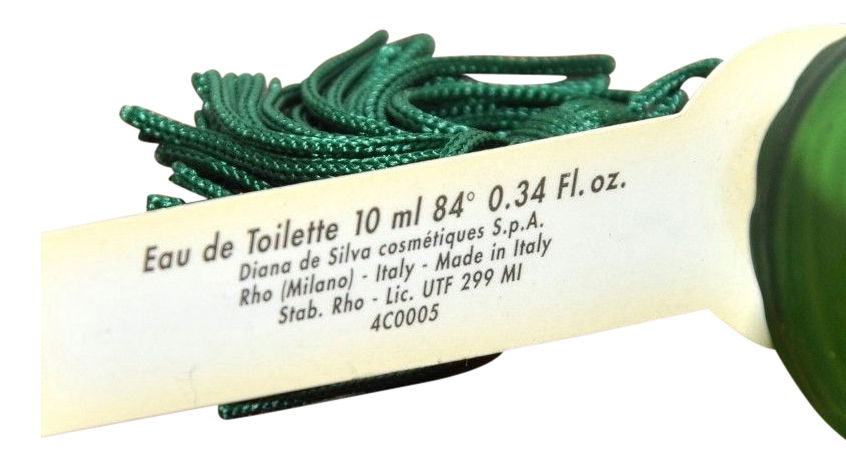 Eau de Toilette 10 ml 84° 0.34 Fl. oz.
Diana de Silva cosmétiques S.p.A.
Rho (Milano) - Italy - Made in Italy
Stab. Rho - Lic. UTF 299 MI
4C0005